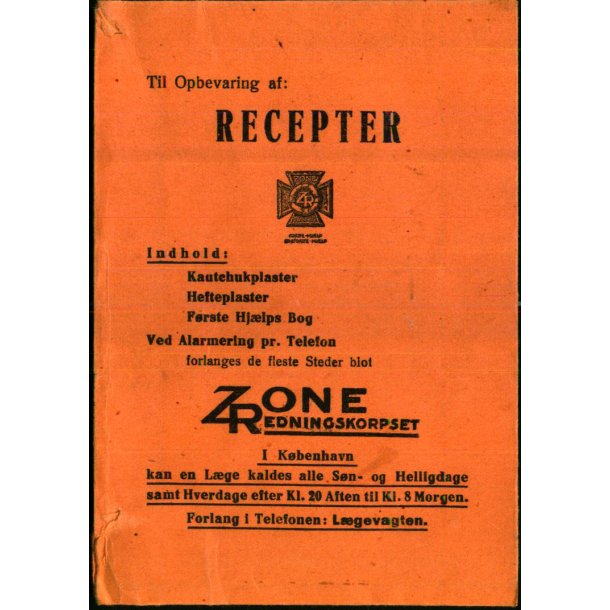 Til Opbevaring af:
RECEPTER
ZONE
ZR
Indhold:
Kautchukplaster
Hefteplaster
Første Hjælps Bog
Ved Alarmering pr. Telefon
forlanges de fleste Steder blot
ZONE
REDNINGSKORPSET
I København
kan en Læge kaldes alle Søn- og Helligdage
samt Hverdage efter Kl. 20 Aften til Kl. 8 Morgen.
Forlang i Telefonen: Lægevagten.